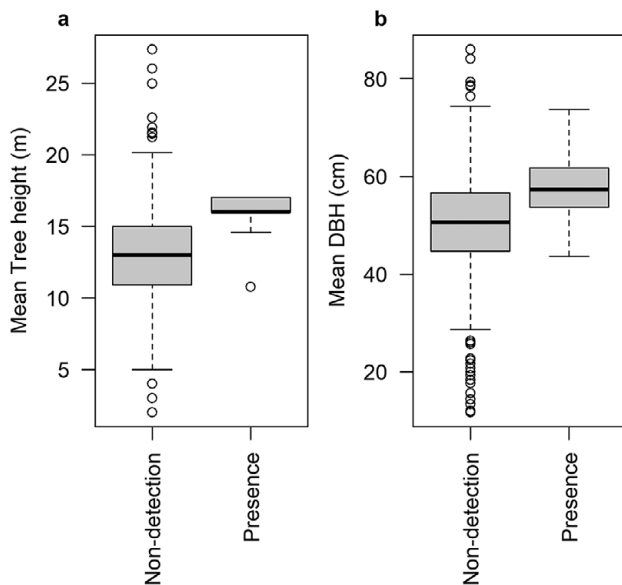 a
Mean Tree height (m)
25
20
15
10
5
Non-detection
Presence
b
Mean DBH (cm)
80
60
40
20
Non-detection
Presence